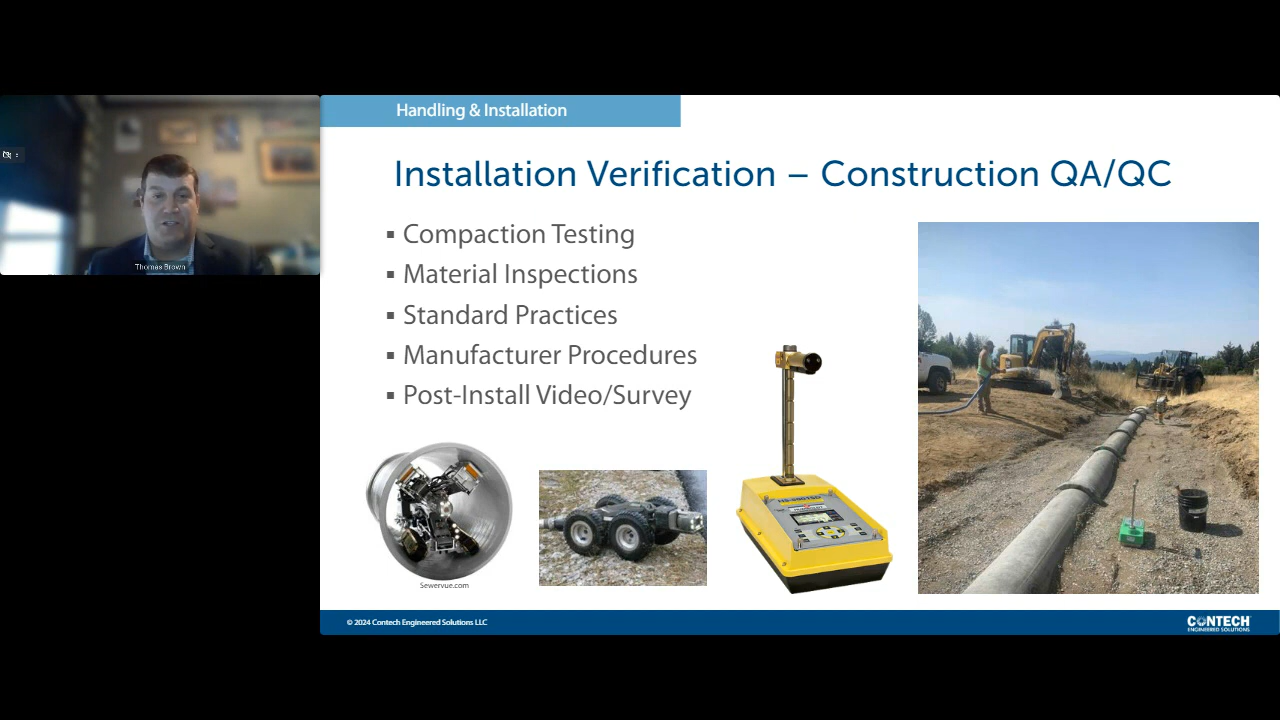 Handling & Installation
Installation Verification – Construction QA/QC
▪ Compaction Testing
▪ Material Inspections
▪ Standard Practices
▪ Manufacturer Procedures
▪ Post-Install Video/Survey
Thomas Brown
Sewervue.com
© 2024 Contech Engineered Solutions LLC
CONTECH
ENGINEERED SOLUTIONS